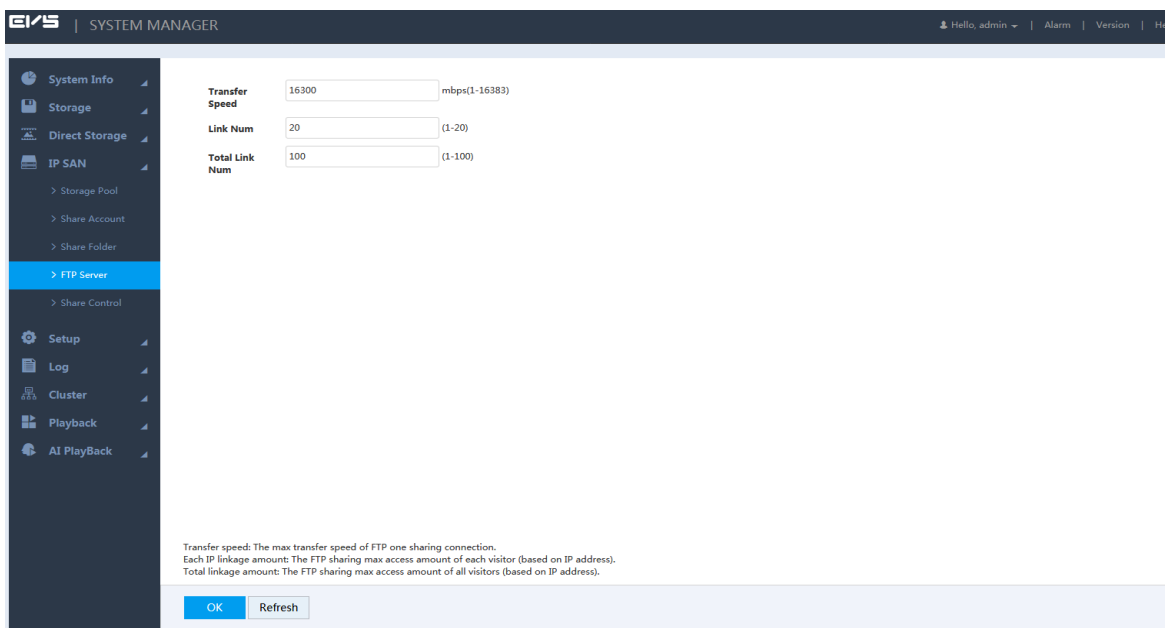 EVS | SYSTEM MANAGER
Hello, admin | Alarm | Version |
System Info
Storage
Direct Storage
IP SAN
> Storage Pool
> Share Account
> Share Folder
> FTP Server
> Share Control
Setup
Log
Cluster
Playback
AI PlayBack
Transfer Speed 16300 mbps(1-16383)
Link Num 20 (1-20)
Total Link Num 100 (1-100)
Transfer speed: The max transfer speed of FTP one sharing connection.
Each IP linkage amount: The FTP sharing max access amount of each visitor (based on IP address).
Total linkage amount: The FTP sharing max access amount of all visitors (based on IP address).
OK Refresh